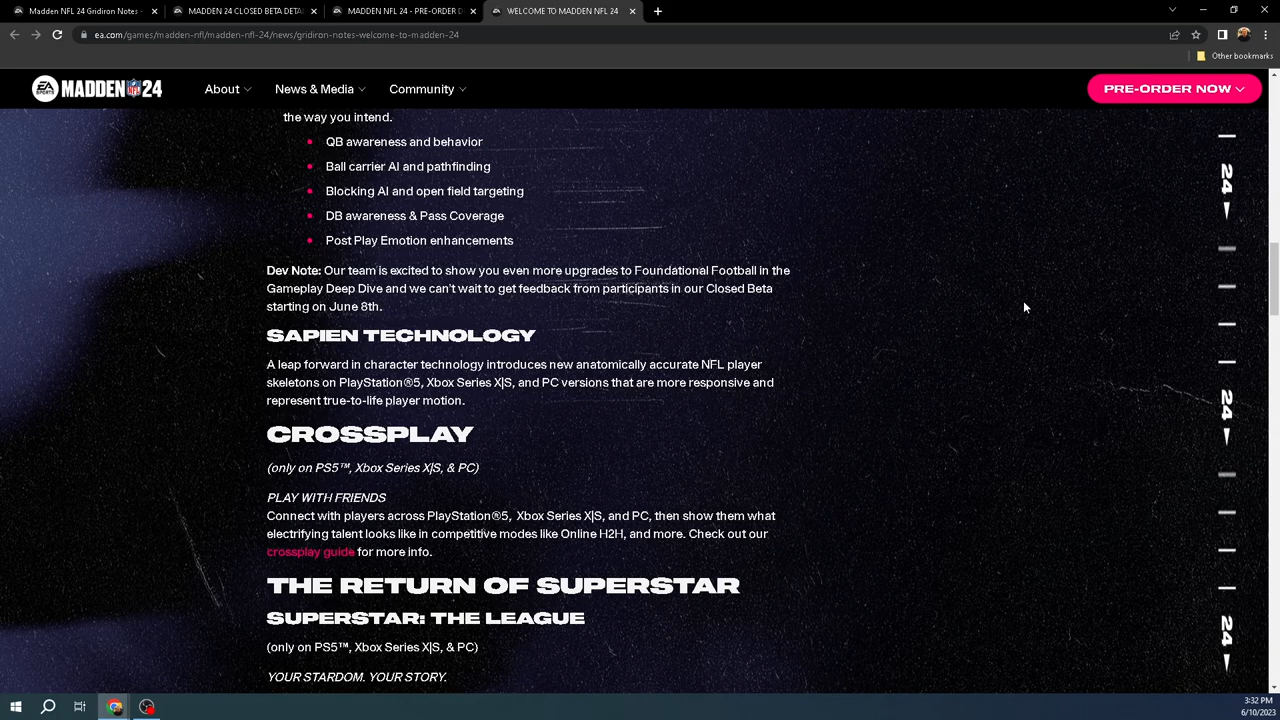 Madden NFL 24 Gridiron Notes -
MADDEN 24 CLOSED BETA DETAI
MADDEN NFL 24 - PRE-ORDER D
WELCOME TO MADDEN NFL 24
ea.com/games/madden-nfl/madden-nfl-24/news/gridiron-notes-welcome-to-madden-24
Other bookmarks
EA SPORTS MADDEN NFL 24
About
News & Media
Community
PRE-ORDER NOW
the way you intend.
QB awareness and behavior
Ball carrier AI and pathfinding
Blocking AI and open field targeting
DB awareness & Pass Coverage
Post Play Emotion enhancements
Dev Note: Our team is excited to show you even more upgrades to Foundational Football in the
Gameplay Deep Dive and we can't wait to get feedback from participants in our Closed Beta
starting on June 8th.
SAPIEN TECHNOLOGY
A leap forward in character technology introduces new anatomically accurate NFL player
skeletons on PlayStation®5, Xbox Series X|S, and PC versions that are more responsive and
represent true-to-life player motion.
CROSSPLAY
(only on PS5™, Xbox Series X|S, & PC)
PLAY WITH FRIENDS
Connect with players across PlayStation®5, Xbox Series X|S, and PC, then show them what
electrifying talent looks like in competitive modes like Online H2H, and more. Check out our
crossplay guide for more info.
THE RETURN OF SUPERSTAR
SUPERSTAR: THE LEAGUE
(only on PS5™, Xbox Series X|S, & PC)
YOUR STARDOM. YOUR STORY.
24
24
24
3:32 PM
6/10/2023